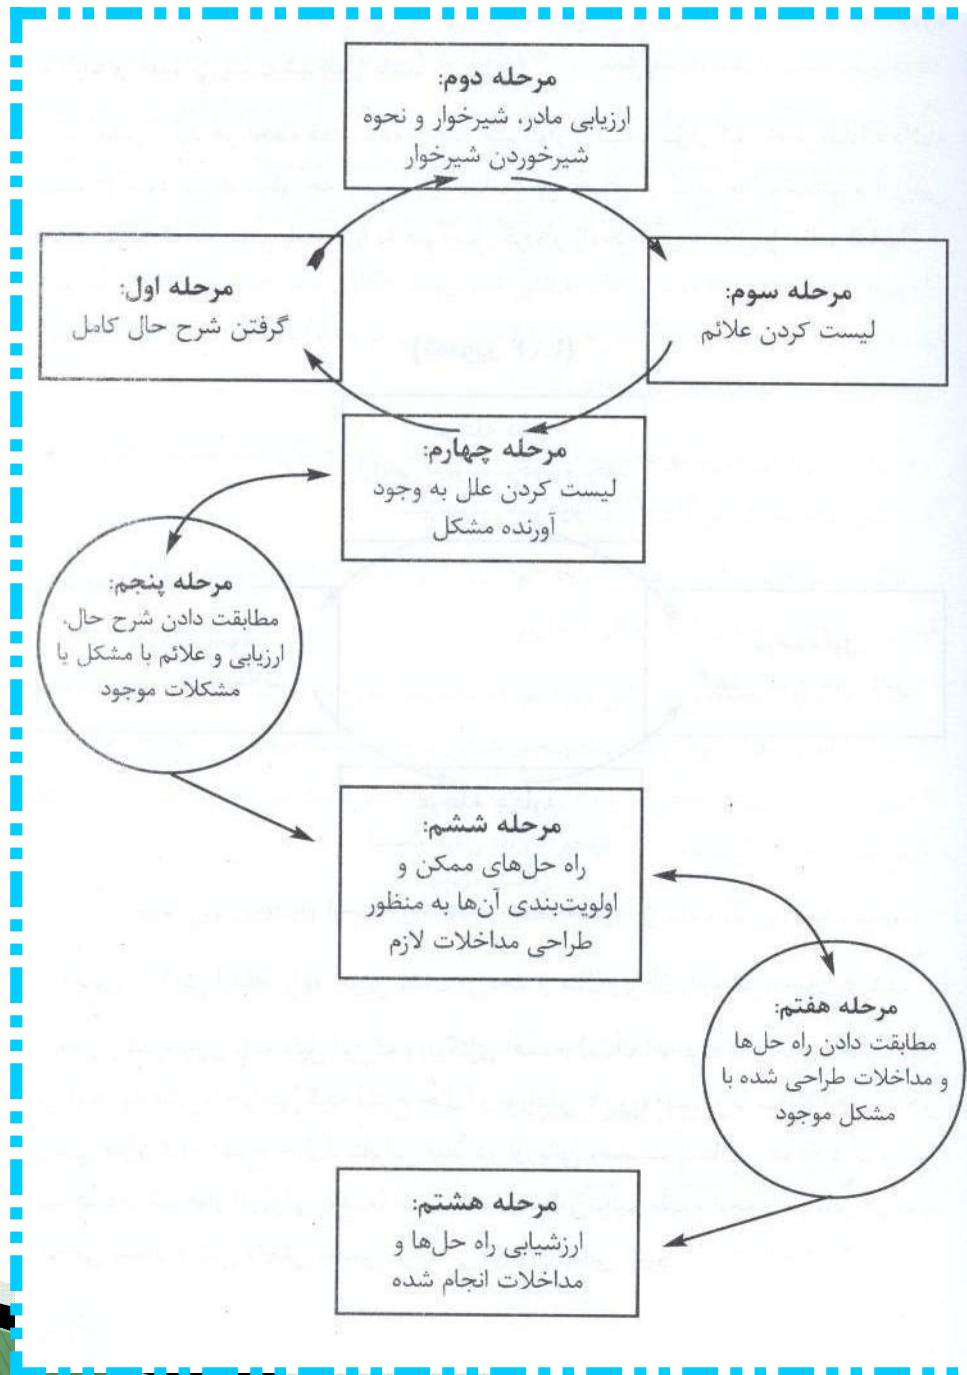 مرحله دوم:
ارزیابی مادر، شیرخوار و نحوه
شیرخوردن شیرخوار
مرحله اول:
گرفتن شرح حال کامل
مرحله سوم:
لیست کردن علائم
مرحله چهارم:
لیست کردن علل به وجود
آورنده مشکل
مرحله پنجم:
مطابقت دادن شرح حال،
ارزیابی و علائم با مشکل یا
مشکلات موجود
مرحله ششم:
راه حل‌های ممکن و
اولویت‌بندی آن‌ها به منظور
طراحی مداخلات لازم
مرحله هفتم:
مطابقت دادن راه حل‌ها
و مداخلات طراحی شده با
مشکل موجود
مرحله هشتم:
ارزشیابی راه حل‌ها و
مداخلات انجام شده